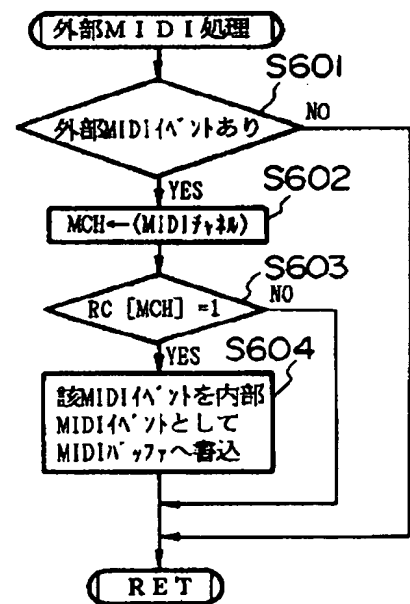 外部MIDI処理
S601
外部MIDIイベントあり
NO
YES
S602
MCH←(MIDIチャネル)
S603
RC [MCH] =1
NO
YES
S604
該MIDIイベントを内部
MIDIイベントとして
MIDIバッファへ書込
RET